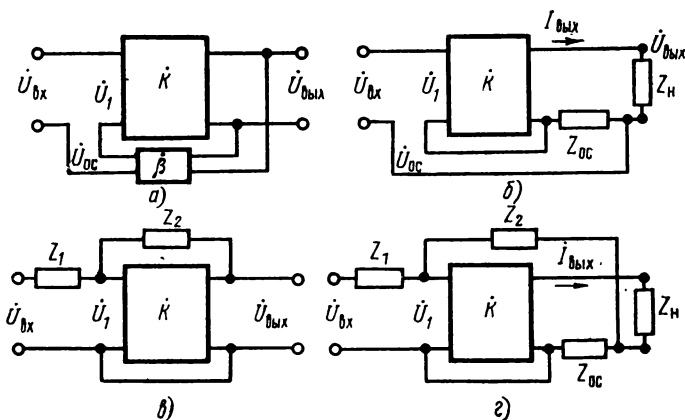 U̇вх
U̇1
K̇
U̇вых
U̇ос
β̇
а)
U̇вх
U̇1
K̇
İвых
U̇вых
Zн
Zос
U̇ос
б)
Z2
Z1
U̇вх
U̇1
K̇
U̇вых
в)
Z2
Z1
U̇вх
U̇1
K̇
İвых
Zн
Zос
г)